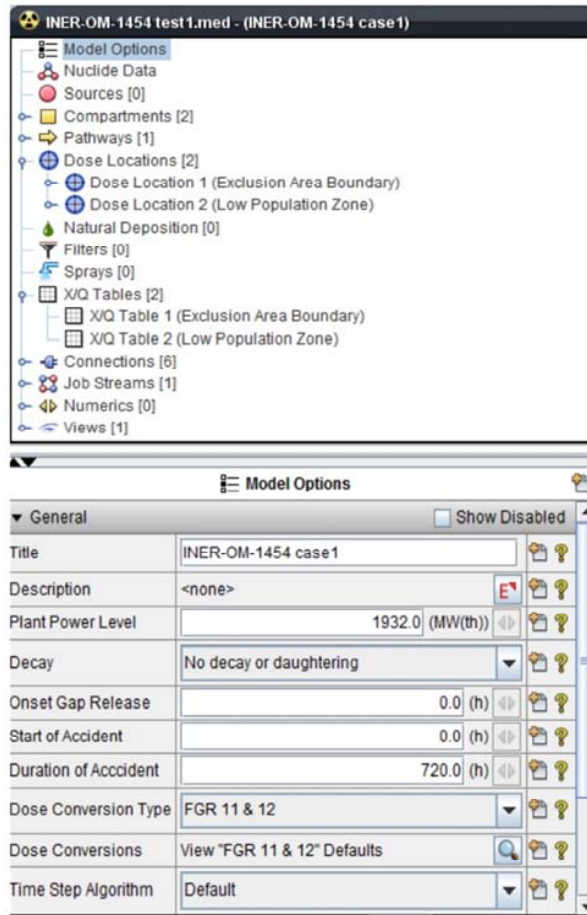 INER-OM-1454 test1.med - (INER-OM-1454 case1)
Model Options
Nuclide Data
Sources [0]
Compartments [2]
Pathways [1]
Dose Locations [2]
Dose Location 1 (Exclusion Area Boundary)
Dose Location 2 (Low Population Zone)
Natural Deposition [0]
Filters [0]
Sprays [0]
X/Q Tables [2]
X/Q Table 1 (Exclusion Area Boundary)
X/Q Table 2 (Low Population Zone)
Connections [6]
Job Streams [1]
Numerics [0]
Views [1]
Model Options
General Show Disabled
Title INER-OM-1454 case1
Description <none> E
Plant Power Level 1932.0 (MW(th))
Decay No decay or daughtering
Onset Gap Release 0.0 (h)
Start of Accident 0.0 (h)
Duration of Acccident 720.0 (h)
Dose Conversion Type FGR 11 & 12
Dose Conversions View "FGR 11 & 12" Defaults
Time Step Algorithm Default